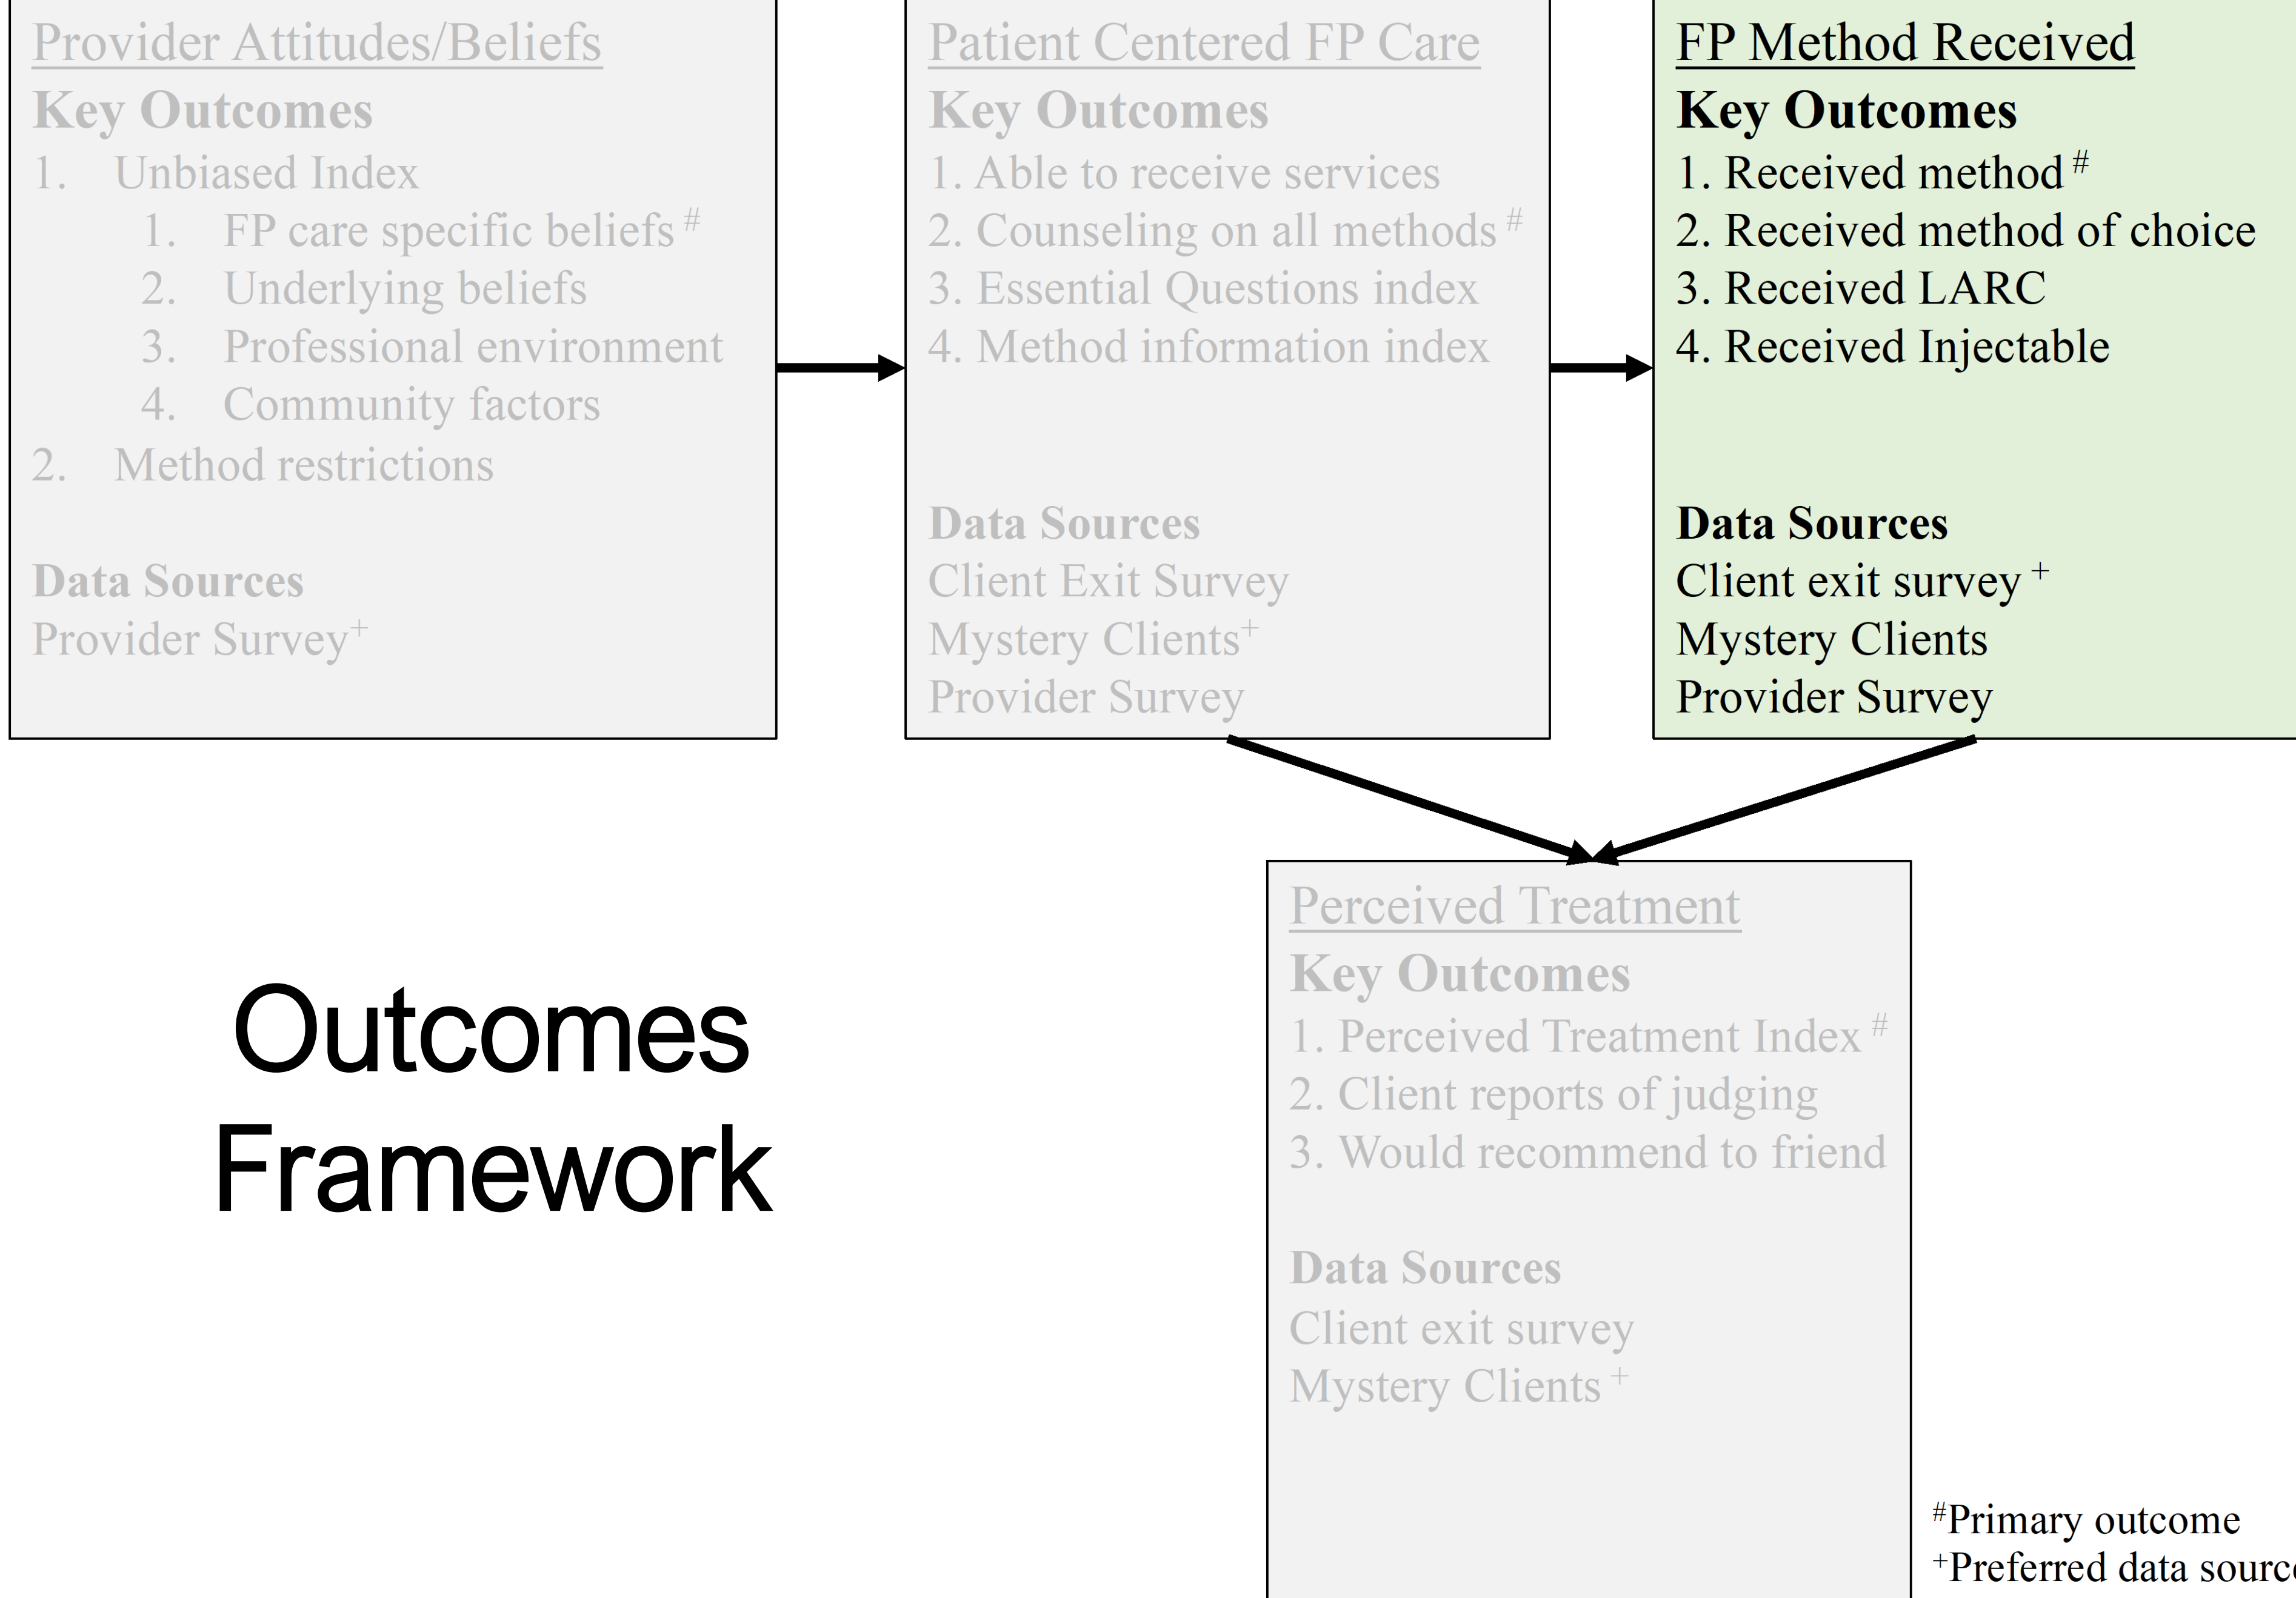 Provider Attitudes/Beliefs
Key Outcomes
1. Unbiased Index
1. FP care specific beliefs #
2. Underlying beliefs
3. Professional environment
4. Community factors
2. Method restrictions
Data Sources
Provider Survey+
Patient Centered FP Care
Key Outcomes
1. Able to receive services
2. Counseling on all methods #
3. Essential Questions index
4. Method information index
Data Sources
Client Exit Survey
Mystery Clients+
Provider Survey
FP Method Received
Key Outcomes
1. Received method #
2. Received method of choice
3. Received LARC
4. Received Injectable
Data Sources
Client exit survey +
Mystery Clients
Provider Survey
Outcomes
Framework
Perceived Treatment
Key Outcomes
1. Perceived Treatment Index #
2. Client reports of judging
3. Would recommend to friend
Data Sources
Client exit survey
Mystery Clients +
#Primary outcome
+Preferred data source